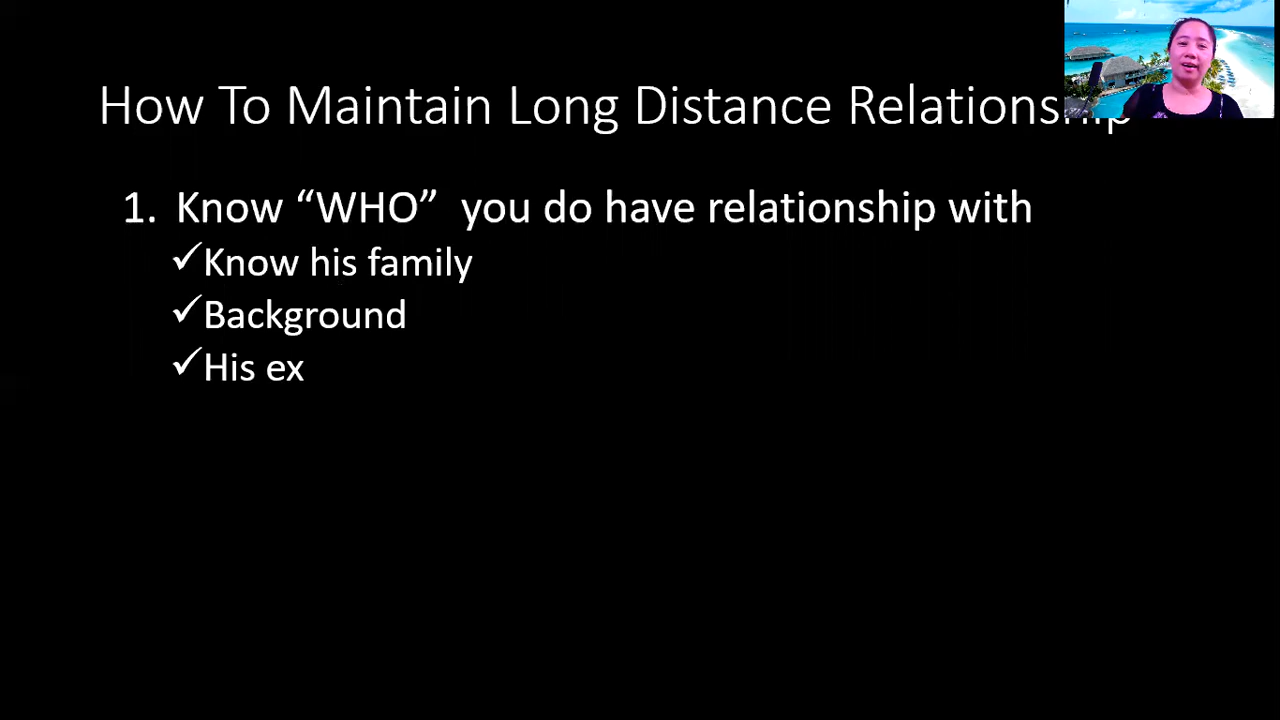 How To Maintain Long Distance Relationship
1. Know “WHO” you do have relationship with
✓Know his family
✓Background
✓His ex